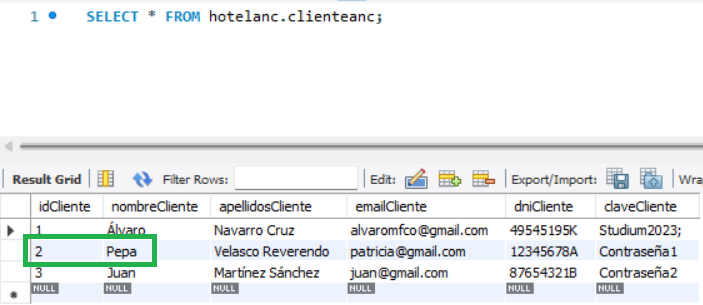 1 SELECT * FROM hotelanc.clienteanc;
Result Grid Filter Rows: Edit: Export/Import: Wra
idCliente nombreCliente apellidosCliente emailCliente dniCliente claveCliente
1 Álvaro Navarro Cruz alvaromfco@gmail.com 49545195K Studium2023;
2 Pepa Velasco Reverendo patricia@gmail.com 12345678A Contraseña1
3 Juan Martínez Sánchez juan@gmail.com 87654321B Contraseña2
NULL NULL NULL NULL NULL NULL